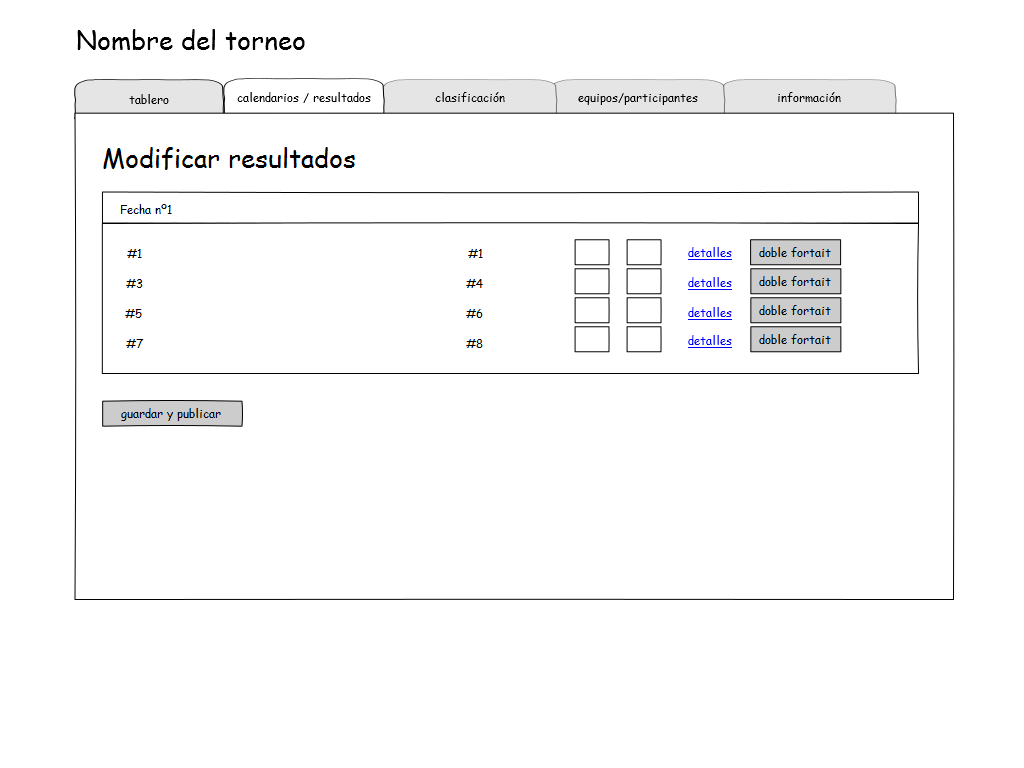 Nombre del torneo
tablero calendarios / resultados clasificación equipos/participantes información
Modificar resultados
Fecha nº1
#1 #1 detalles doble fortait
#3 #4 detalles doble fortait
#5 #6 detalles doble fortait
#7 #8 detalles doble fortait
guardar y publicar